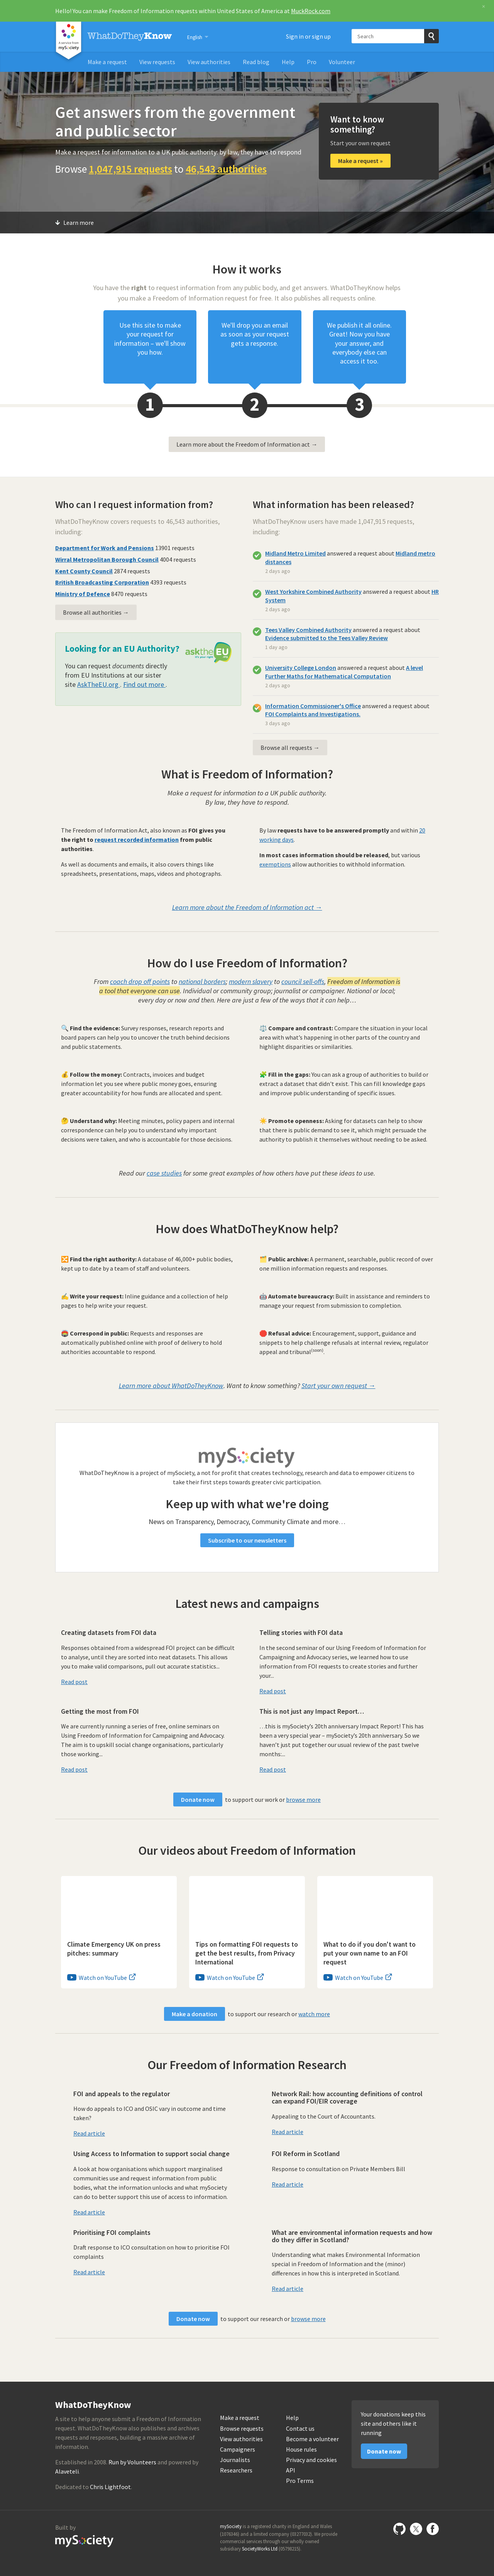 Hello! You can make Freedom of Information requests within United States of America at MuckRock.com
×
WhatDoTheyKnow
English
Sign in or sign up
Search
Make a request
View requests
View authorities
Read blog
Help
Pro
Volunteer
Get answers from the government
and public sector
Make a request for information to a UK public authority: by law, they have to respond
Browse 1,047,915 requests to 46,543 authorities
Want to know
something?
Start your own request
Make a request »
Learn more
How it works
You have the right to request information from any public body, and get answers. WhatDoTheyKnow helps
you make a Freedom of Information request for free. It also publishes all requests online.
Use this site to make
your request for
information – we'll show
you how.
We'll drop you an email
as soon as your request
gets a response.
We publish it all online.
Great! Now you have
your answer, and
everybody else can
access it too.
1
2
3
Learn more about the Freedom of Information act →
Who can I request information from?
WhatDoTheyKnow covers requests to 46,543 authorities,
including:
Department for Work and Pensions 13901 requests
Wirral Metropolitan Borough Council 4004 requests
Kent County Council 2874 requests
British Broadcasting Corporation 4393 requests
Ministry of Defence 8470 requests
Browse all authorities →
Looking for an EU Authority?
You can request documents directly
from EU Institutions at our sister
site AskTheEU.org . Find out more .
asktheEU
What information has been released?
WhatDoTheyKnow users have made 1,047,915 requests,
including:
Midland Metro Limited answered a request about Midland metro
distances
2 days ago
West Yorkshire Combined Authority answered a request about HR
System
2 days ago
Tees Valley Combined Authority answered a request about
Evidence submitted to the Tees Valley Review
1 day ago
University College London answered a request about A level
Further Maths for Mathematical Computation
2 days ago
Information Commissioner's Office answered a request about
FOI Complaints and Investigations.
3 days ago
Browse all requests →
What is Freedom of Information?
Make a request for information to a UK public authority.
By law, they have to respond.
The Freedom of Information Act, also known as FOI gives you
the right to request recorded information from public
authorities.
As well as documents and emails, it also covers things like
spreadsheets, presentations, maps, videos and photographs.
By law requests have to be answered promptly and within 20
working days.
In most cases information should be released, but various
exemptions allow authorities to withhold information.
Learn more about the Freedom of Information act →
How do I use Freedom of Information?
From coach drop off points to national borders; modern slavery to council sell-offs, Freedom of Information is
a tool that everyone can use. Individual or community group; journalist or campaigner. National or local,
every day or now and then. Here are just a few of the ways that it can help…
🔍 Find the evidence: Survey responses, research reports and
board papers can help you to uncover the truth behind decisions
and public statements.
⚖️ Compare and contrast: Compare the situation in your local
area with what's happening in other parts of the country and
highlight disparities or similarities.
💰 Follow the money: Contracts, invoices and budget
information let you see where public money goes, ensuring
greater accountability for how funds are allocated and spent.
🧩 Fill in the gaps: You can ask a group of authorities to build or
extract a dataset that didn't exist. This can fill knowledge gaps
and improve public understanding of specific issues.
🤔 Understand why: Meeting minutes, policy papers and internal
correspondence can help you to understand why important
decisions were taken, and who is accountable for those decisions.
☀️ Promote openness: Asking for datasets can help to show
that there is public demand to see it, which might persuade the
authority to publish it themselves without needing to be asked.
Read our case studies for some great examples of how others have put these ideas to use.
How does WhatDoTheyKnow help?
🔀 Find the right authority: A database of 46,000+ public bodies,
kept up to date by a team of staff and volunteers.
🗂️ Public archive: A permanent, searchable, public record of over
one million information requests and responses.
✍️ Write your request: Inline guidance and a collection of help
pages to help write your request.
🤖 Automate bureaucracy: Built in assistance and reminders to
manage your request from submission to completion.
📮 Correspond in public: Requests and responses are
automatically published online with proof of delivery to hold
authorities accountable to respond.
🛑 Refusal advice: Encouragement, support, guidance and
snippets to help challenge refusals at internal review, regulator
appeal and tribunal(soon!).
Learn more about WhatDoTheyKnow. Want to know something? Start your own request →
mySociety
WhatDoTheyKnow is a project of mySociety, a not for profit that creates technology, research and data to empower citizens to
take their first steps towards greater civic participation.
Keep up with what we're doing
News on Transparency, Democracy, Community Climate and more…
Subscribe to our newsletters
Latest news and campaigns
Creating datasets from FOI data
Responses obtained from a widespread FOI project can be difficult
to analyse, until they are sorted into neat datasets. This allows
you to make valid comparisons, pull out accurate statistics...
Read post
Telling stories with FOI data
In the second seminar of our Using Freedom of Information for
Campaigning and Advocacy series, we learned how to use
information from FOI requests to create stories and further
your...
Read post
Getting the most from FOI
We are currently running a series of free, online seminars on
Using Freedom of Information for Campaigning and Advocacy.
The aim is to upskill social change organisations, particularly
those working...
Read post
This is not just any Impact Report…
…this is mySociety's 20th anniversary Impact Report! This has
been a very special year – mySociety's 20th anniversary. So we
haven't just put together our usual review of the past twelve
months:...
Read post
Donate now to support our work or browse more
Our videos about Freedom of Information
Climate Emergency UK on press
pitches: summary
Watch on YouTube
Tips on formatting FOI requests to
get the best results, from Privacy
International
Watch on YouTube
What to do if you don't want to
put your own name to an FOI
request
Watch on YouTube
Make a donation to support our research or watch more
Our Freedom of Information Research
FOI and appeals to the regulator
How do appeals to ICO and OSIC vary in outcome and time
taken?
Read article
Network Rail: how accounting definitions of control
can expand FOI/EIR coverage
Appealing to the Court of Accountants.
Read article
Using Access to Information to support social change
A look at how organisations which support marginalised
communities use and request information from public
bodies, what the information unlocks and what mySociety
can do to better support this use of access to information.
Read article
FOI Reform in Scotland
Response to consultation on Private Members Bill
Read article
Prioritising FOI complaints
Draft response to ICO consultation on how to prioritise FOI
complaints
Read article
What are environmental information requests and how
do they differ in Scotland?
Understanding what makes Environmental Information
special in Freedom of Information and the (minor)
differences in how this is interpreted in Scotland.
Read article
Donate now to support our research or browse more
WhatDoTheyKnow
A site to help anyone submit a Freedom of Information
request. WhatDoTheyKnow also publishes and archives
requests and responses, building a massive archive of
information.
Established in 2008. Run by Volunteers and powered by
Alaveteli.
Dedicated to Chris Lightfoot.
Make a request
Browse requests
View authorities
Campaigners
Journalists
Researchers
Help
Contact us
Become a volunteer
House rules
Privacy and cookies
API
Pro Terms
Your donations keep this
site and others like it
running
Donate now
Built by
mySociety
mySociety is a registered charity in England and Wales
(1076346) and a limited company (03277032). We provide
commercial services through our wholly owned
subsidiary SocietyWorks Ltd (05798215).